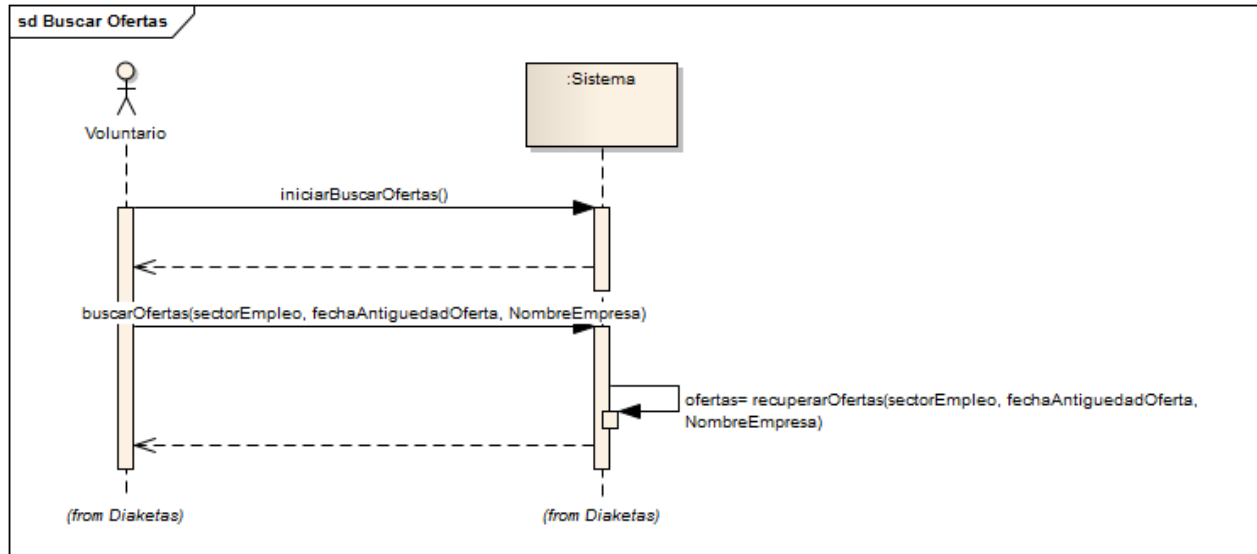 sd Buscar Ofertas
:Sistema
Voluntario
iniciarBuscarOfertas()
buscarOfertas(sectorEmpleo, fechaAntiguedadOferta, NombreEmpresa)
ofertas= recuperarOfertas(sectorEmpleo, fechaAntiguedadOferta,
NombreEmpresa)
(from Diaketas)
(from Diaketas)